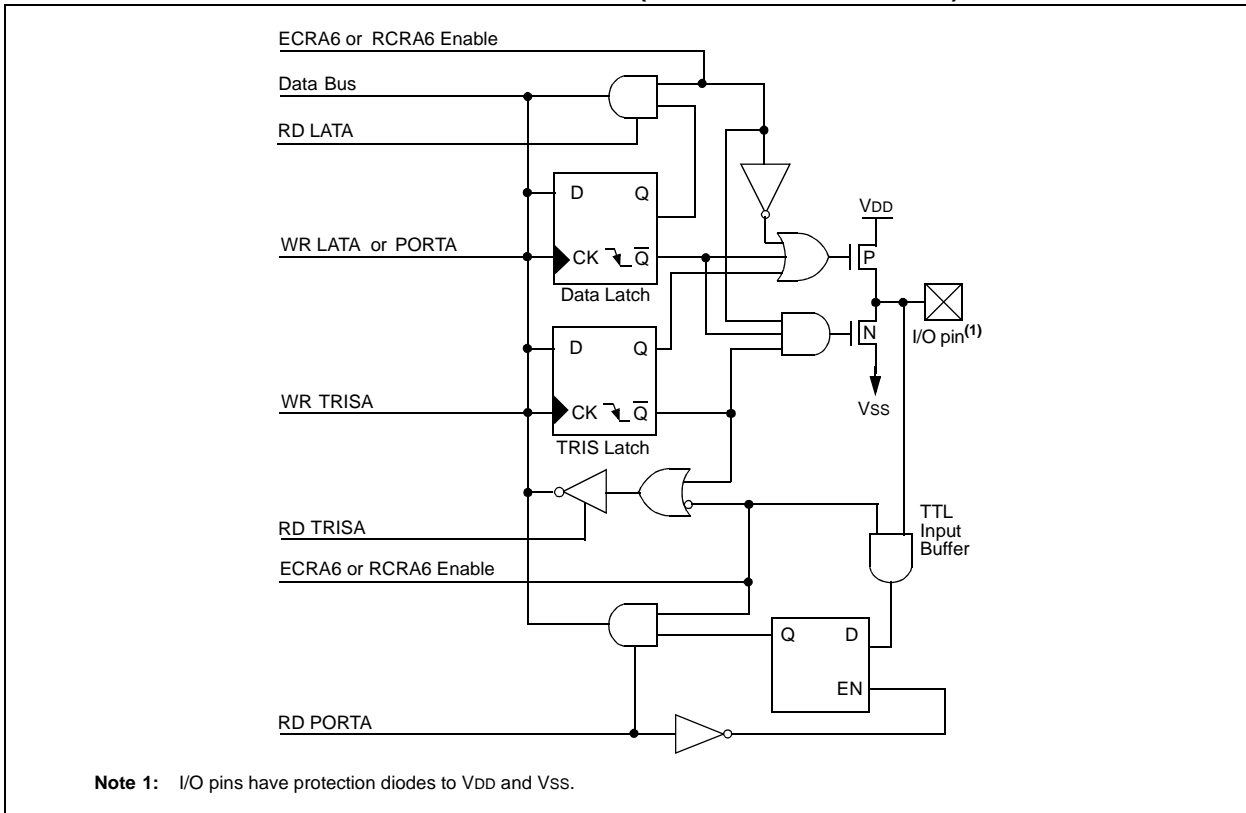 ECRA6 or RCRA6 Enable
Data Bus
RD LATA
D Q
VDD
WR LATA or PORTA
CK Q
P
Data Latch
I/O pin(1)
N
D Q
WR TRISA
CK Q
VSS
TRIS Latch
TTL
Input
Buffer
RD TRISA
ECRA6 or RCRA6 Enable
Q D
EN
RD PORTA
Note 1: I/O pins have protection diodes to VDD and VSS.